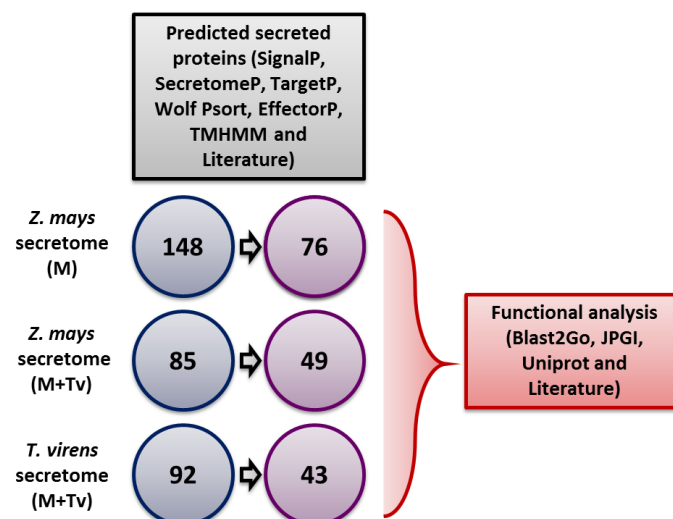 Predicted secreted
proteins (SignalP,
SecretomeP, TargetP,
Wolf Psort, EffectorP,
TMHMM and
Literature)
Z. mays
secretome
(M)
148
76
Z. mays
secretome
(M+Tv)
85
49
T. virens
secretome
(M+Tv)
92
43
Functional analysis
(Blast2Go, JPGI,
Uniprot and
Literature)